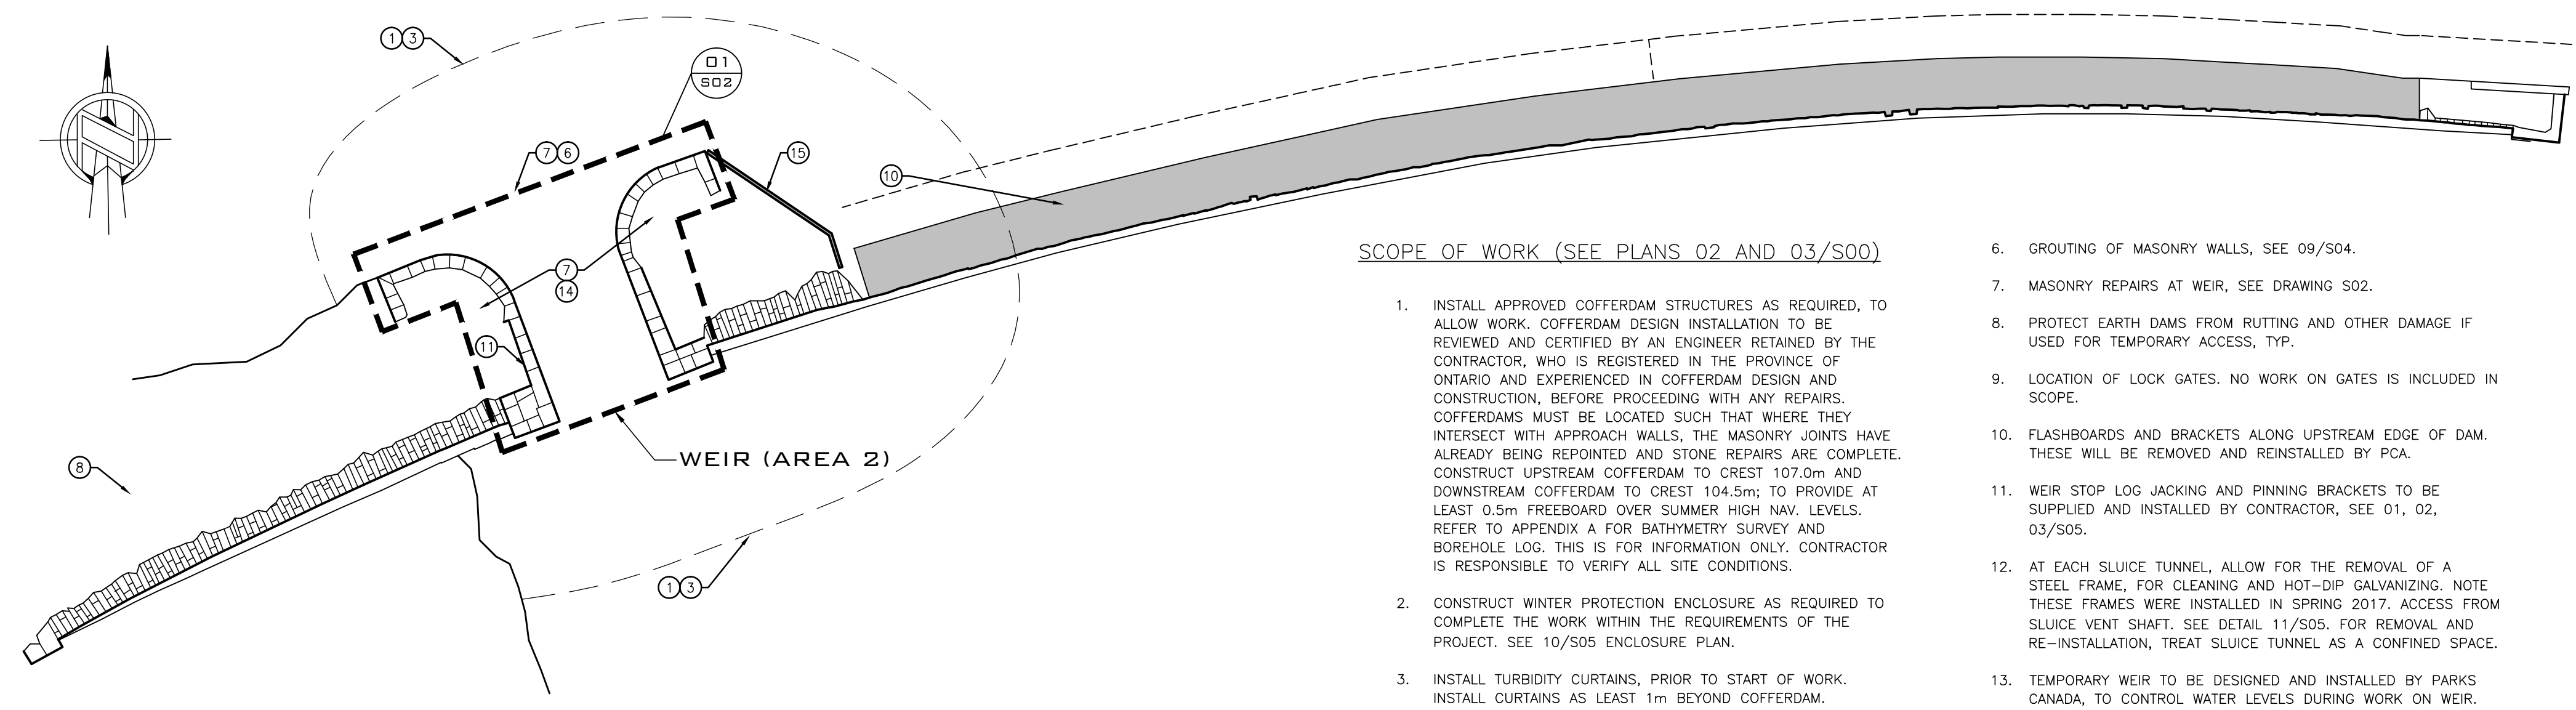 1 3
01
S02
7 6
15
10
7
14
11
8
WEIR (AREA 2)
1 3
N
SCOPE OF WORK (SEE PLANS 02 AND 03/S00)
1. INSTALL APPROVED COFFERDAM STRUCTURES AS REQUIRED, TO
ALLOW WORK. COFFERDAM DESIGN INSTALLATION TO BE
REVIEWED AND CERTIFIED BY AN ENGINEER RETAINED BY THE
CONTRACTOR, WHO IS REGISTERED IN THE PROVINCE OF
ONTARIO AND EXPERIENCED IN COFFERDAM DESIGN AND
CONSTRUCTION, BEFORE PROCEEDING WITH ANY REPAIRS.
COFFERDAMS MUST BE LOCATED SUCH THAT WHERE THEY
INTERSECT WITH APPROACH WALLS, THE MASONRY JOINTS HAVE
ALREADY BEING REPOINTED AND STONE REPAIRS ARE COMPLETE.
CONSTRUCT UPSTREAM COFFERDAM TO CREST 107.0m AND
DOWNSTREAM COFFERDAM TO CREST 104.5m; TO PROVIDE AT
LEAST 0.5m FREEBOARD OVER SUMMER HIGH NAV. LEVELS.
REFER TO APPENDIX A FOR BATHYMETRY SURVEY AND
BOREHOLE LOG. THIS IS FOR INFORMATION ONLY. CONTRACTOR
IS RESPONSIBLE TO VERIFY ALL SITE CONDITIONS.
2. CONSTRUCT WINTER PROTECTION ENCLOSURE AS REQUIRED TO
COMPLETE THE WORK WITHIN THE REQUIREMENTS OF THE
PROJECT. SEE 10/S05 ENCLOSURE PLAN.
3. INSTALL TURBIDITY CURTAINS, PRIOR TO START OF WORK.
INSTALL CURTAINS AS LEAST 1m BEYOND COFFERDAM.
6. GROUTING OF MASONRY WALLS, SEE 09/S04.
7. MASONRY REPAIRS AT WEIR, SEE DRAWING S02.
8. PROTECT EARTH DAMS FROM RUTTING AND OTHER DAMAGE IF
USED FOR TEMPORARY ACCESS, TYP.
9. LOCATION OF LOCK GATES. NO WORK ON GATES IS INCLUDED IN
SCOPE.
10. FLASHBOARDS AND BRACKETS ALONG UPSTREAM EDGE OF DAM.
THESE WILL BE REMOVED AND REINSTALLED BY PCA.
11. WEIR STOP LOG JACKING AND PINNING BRACKETS TO BE
SUPPLIED AND INSTALLED BY CONTRACTOR, SEE 01, 02,
03/S05.
12. AT EACH SLUICE TUNNEL, ALLOW FOR THE REMOVAL OF A
STEEL FRAME, FOR CLEANING AND HOT-DIP GALVANIZING. NOTE
THESE FRAMES WERE INSTALLED IN SPRING 2017. ACCESS FROM
SLUICE VENT SHAFT. SEE DETAIL 11/S05. FOR REMOVAL AND
RE-INSTALLATION, TREAT SLUICE TUNNEL AS A CONFINED SPACE.
13. TEMPORARY WEIR TO BE DESIGNED AND INSTALLED BY PARKS
CANADA, TO CONTROL WATER LEVELS DURING WORK ON WEIR.